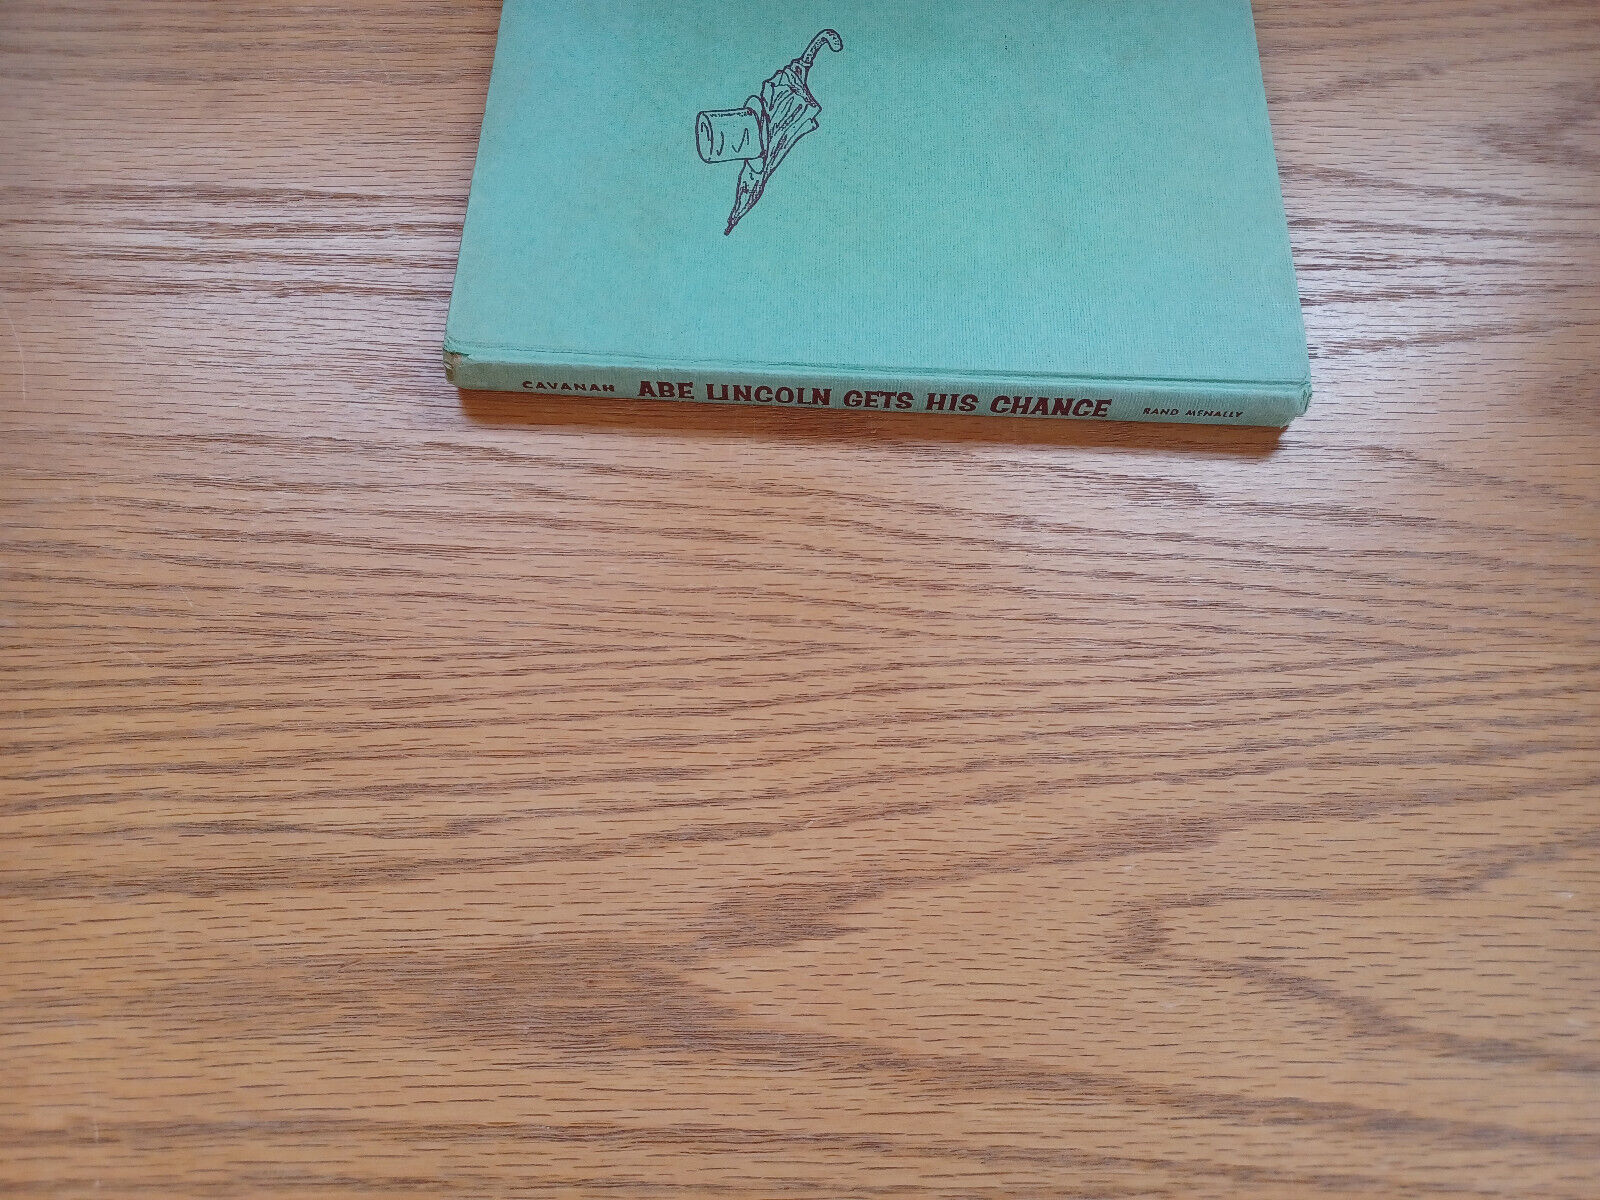 CAVANAH ABE LINCOLN GETS HIS CHANCE RAND MCNALLY